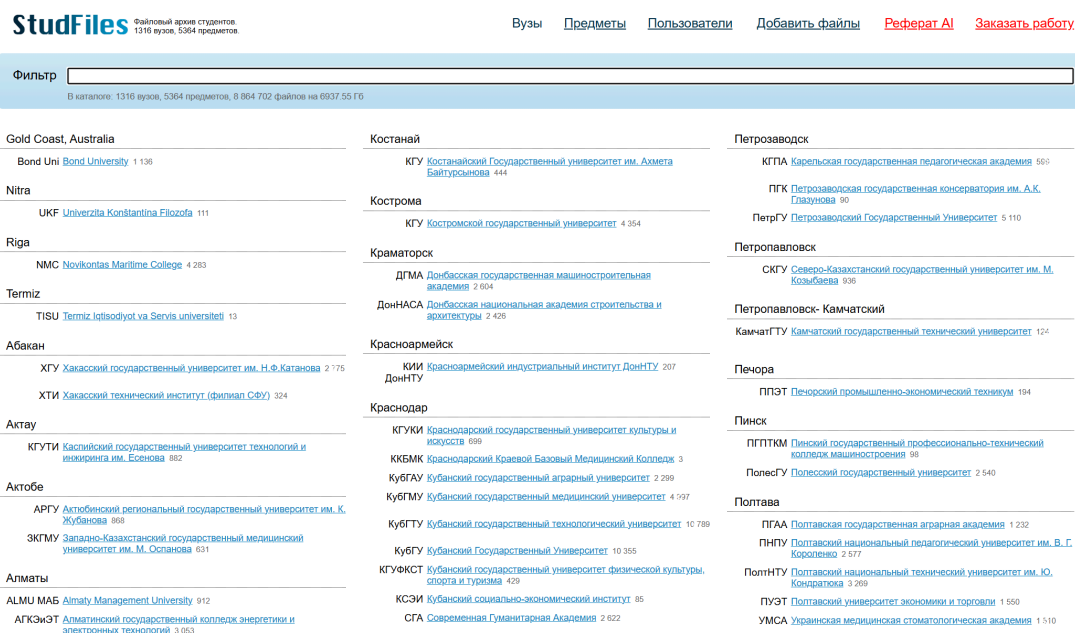 StudFiles Файловый архив студентов.
1316 вузов, 5364 предметов.
Вузы Предметы Пользователи Добавить файлы Реферат AI Заказать работу
Фильтр
В каталоге: 1316 вузов, 5364 предметов, 8 864 702 файлов на 6937.55 Гб
Gold Coast, Australia
Bond Uni Bond University 1 136
Nitra
UKF Univerzita Konštantína Filozofa 111
Riga
NMC Novikontas Maritime College 4 283
Termiz
TISU Termiz Iqtisodiyot va Servis universiteti 13
Абакан
ХГУ Хакасский государственный университет им. Н.Ф.Катанова
ХТИ Хакасский технический институт (филиал СФУ) 324
Актау
КГУТИ Каспийский государственный университет технологий и
инжиринга им. Есенова 882
Актобе
АРГУ Актюбинский региональный государственный университет им. К.
Жубанова 868
ЗКГМУ Западно-Казахстанский государственный медицинский
университет им. М. Оспанова 631
Алматы
ALMU МАБ Almaty Management University 912
АГКЭиЭТ Алматинский государственный колледж энергетики и
электронных технологий 3 053
Костанай
КГУ Костанайский Государственный университет им. Ахмета
Байтурсынова 444
Кострома
КГУ Костромской государственный университет 4 354
Краматорск
ДГМА Донбасская государственная машиностроительная
академия 2 604
ДонНАСА Донбасская национальная академия строительства и
архитектуры 2 426
Красноармейск
КИИ Красноармейский индустриальный институт ДонНТУ 207
ДонНТУ
Краснодар
КГУКИ Краснодарский государственный университет культуры и
искусств 699
ККБМК Краснодарский Краевой Базовый Медицинский Колледж 3
КубГАУ Кубанский государственный аграрный университет 2 299
КубГМУ Кубанский государственный медицинский университет
КубГТУ Кубанский государственный технологический университет 10 789
КубГУ Кубанский Государственный Университет 10 355
КГУФКСТ Кубанский государственный университет физической культуры,
спорта и туризма 429
КСЭИ Кубанский социально-экономический институт 85
СГА Современная Гуманитарная Академия 2 622
Петрозаводск
КГПА Карельская государственная педагогическая академия
ПГК Петрозаводская государственная консерватория им. А.К.
Глазунова 90
ПетрГУ Петрозаводский Государственный Университет 5 110
Петропавловск
СКГУ Северо-Казахстанский государственный университет им. М.
Козыбаева 936
Петропавловск- Камчатский
КамчатГТУ Камчатский государственный технический университет
Печора
ППЭТ Печорский промышленно-экономический техникум 194
Пинск
ПГПТКМ Пинский государственный профессионально-технический
колледж машиностроения 98
ПолесГУ Полесский государственный университет 2 540
Полтава
ПГАА Полтавская государственная аграрная академия 1 232
ПНПУ Полтавский национальный педагогический университет им. В. Г.
Короленко 2 577
ПолтНТУ Полтавский национальный технический университет им. Ю.
Кондратюка 3 269
ПУЭТ Полтавский университет экономики и торговли 1 550
УМСА Украинская медицинская стоматологическая академия